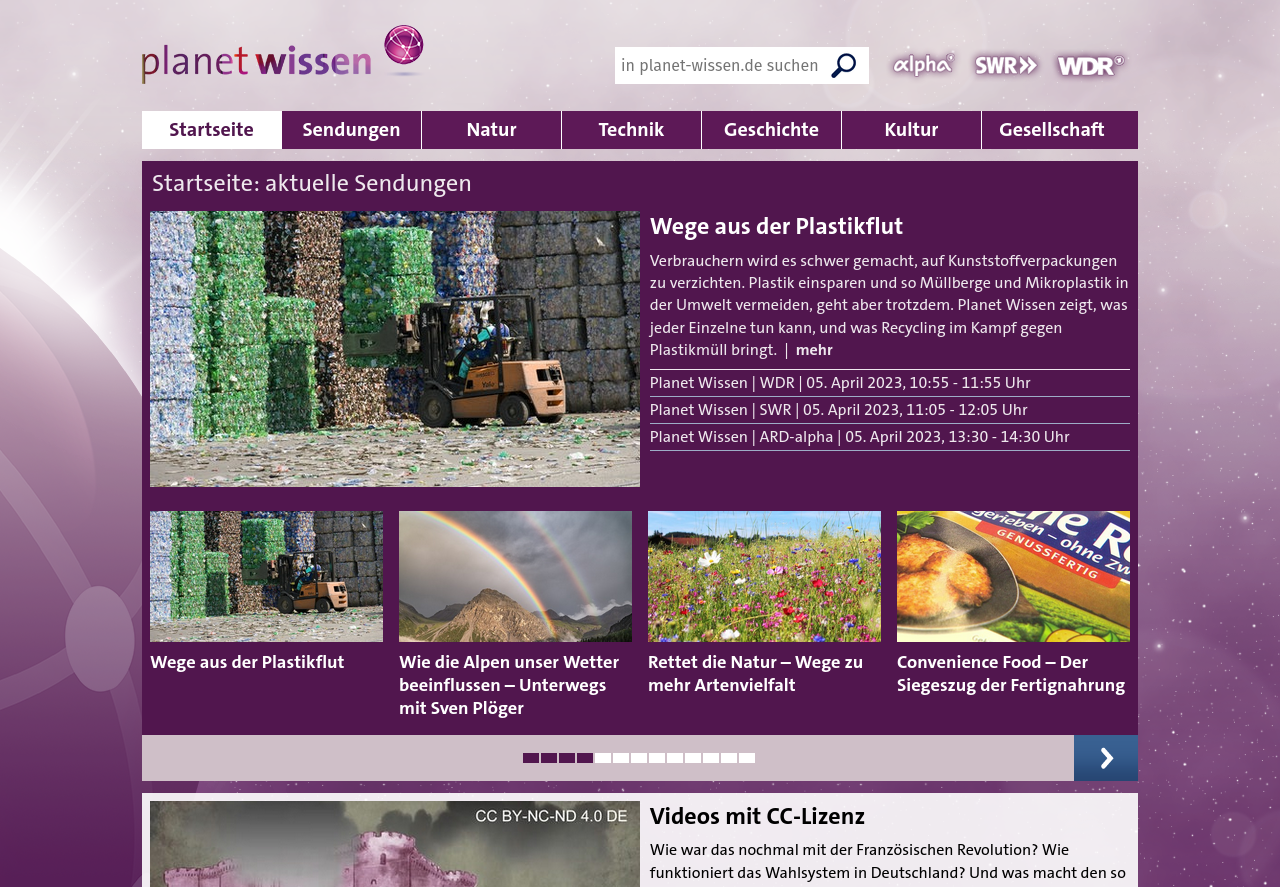 planet wissen
in planet-wissen.de suchen
alpha
SWR
WDR
Startseite
Sendungen
Natur
Technik
Geschichte
Kultur
Gesellschaft
Startseite: aktuelle Sendungen
Wege aus der Plastikflut
Verbrauchern wird es schwer gemacht, auf Kunststoffverpackungen
zu verzichten. Plastik einsparen und so Müllberge und Mikroplastik in
der Umwelt vermeiden, geht aber trotzdem. Planet Wissen zeigt, was
jeder Einzelne tun kann, und was Recycling im Kampf gegen
Plastikmüll bringt. | mehr
Planet Wissen | WDR | 05. April 2023, 10:55 - 11:55 Uhr
Planet Wissen | SWR | 05. April 2023, 11:05 - 12:05 Uhr
Planet Wissen | ARD-alpha | 05. April 2023, 13:30 - 14:30 Uhr
gerieben – ohne
GENUSSFERTIG
Wege aus der Plastikflut
Wie die Alpen unser Wetter
beeinflussen – Unterwegs
mit Sven Plöger
Rettet die Natur – Wege zu
mehr Artenvielfalt
Convenience Food – Der
Siegeszug der Fertignahrung
CC BY-NC-ND 4.0 DE
Videos mit CC-Lizenz
Wie war das nochmal mit der Französischen Revolution? Wie
funktioniert das Wahlsystem in Deutschland? Und was macht den so